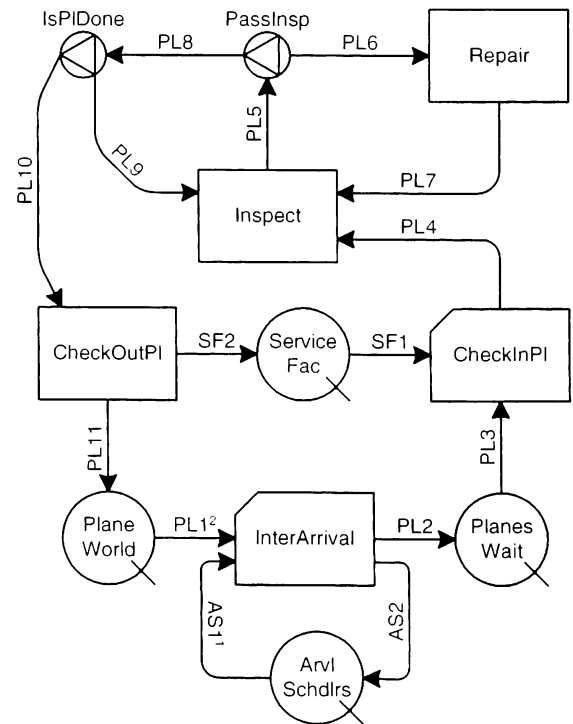 IsPlDone
PassInsp
PL8
PL6
Repair
PL5
PL10
PL9
PL7
Inspect
PL4
CheckOutPl
SF2
Service
Fac
SF1
CheckInPl
PL11
PL3
Plane
World
PL1²
InterArrival
PL2
Planes
Wait
AS1¹
AS2
Arvl
Schdlrs